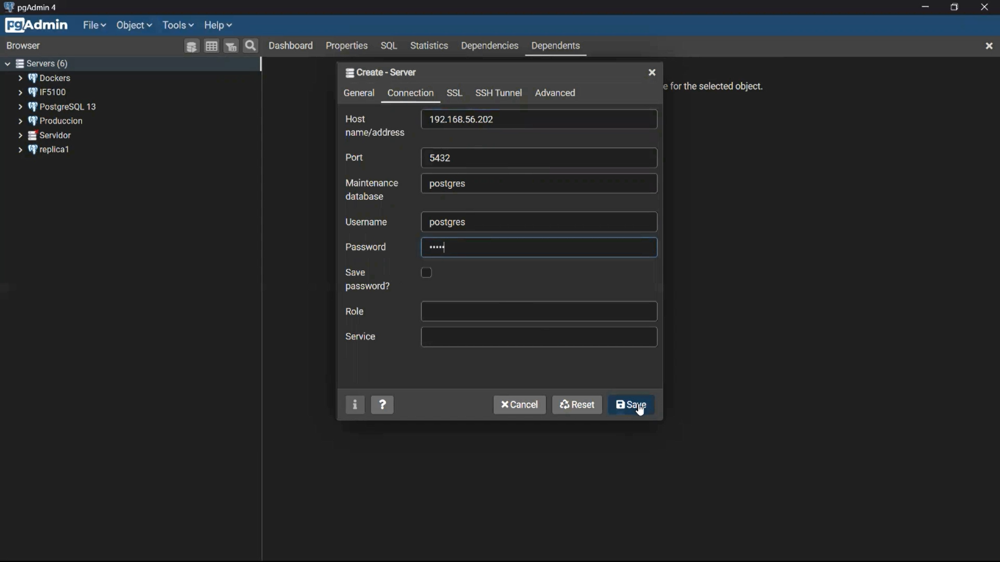 pgAdmin 4
pgAdmin File Object Tools Help
Browser Dashboard Properties SQL Statistics Dependencies Dependents
Servers (6)
Dockers
IF5100
PostgreSQL 13
Produccion
Servidor
replica1
e for the selected object.
Create - Server
General Connection SSL SSH Tunnel Advanced
Host
name/address
192.168.56.202
Port 5432
Maintenance
database
postgres
Username postgres
Password •••••
Save
password?
Role
Service
i ? Cancel Reset Save